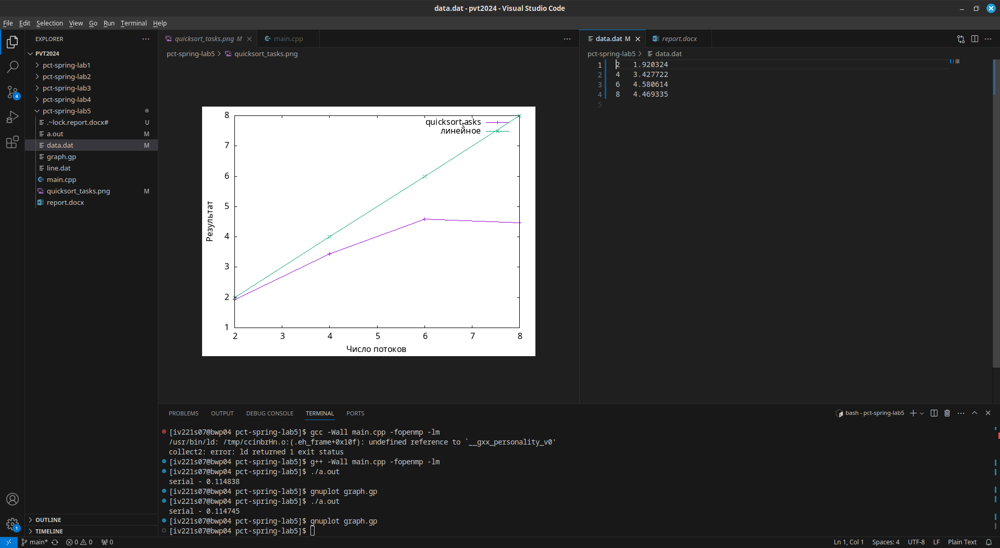 data.dat - pvt2024 - Visual Studio Code
File Edit Selection View Go Run Terminal Help
EXPLORER
PVT2024
pct-spring-lab1
pct-spring-lab2
pct-spring-lab3
pct-spring-lab4
pct-spring-lab5
.~lock.report.docx# U
a.out M
data.dat M
graph.gp
line.dat
main.cpp
quicksort_tasks.png M
report.docx
OUTLINE
TIMELINE
quicksort_tasks.png M main.cpp
pct-spring-lab5 > quicksort_tasks.png
8
7
6
5
4
3
2
1
2 3 4 5 6 7 8
Результат
Число потоков
quicksortₜasks
линейное
data.dat M report.docx
pct-spring-lab5 > data.dat
1 2 1.920324
2 4 3.427722
3 6 4.580614
4 8 4.469335
5
PROBLEMS OUTPUT DEBUG CONSOLE TERMINAL PORTS
bash - pct-spring-lab5
[iv221s07@bwp04 pct-spring-lab5]$ gcc -Wall main.cpp -fopenmp -lm
/usr/bin/ld: /tmp/ccinbrHn.o:(.eh_frame+0x10f): undefined reference to `__gxx_personality_v0'
collect2: error: ld returned 1 exit status
[iv221s07@bwp04 pct-spring-lab5]$ g++ -Wall main.cpp -fopenmp -lm
[iv221s07@bwp04 pct-spring-lab5]$ ./a.out
serial - 0.114838
[iv221s07@bwp04 pct-spring-lab5]$ gnuplot graph.gp
[iv221s07@bwp04 pct-spring-lab5]$ ./a.out
serial - 0.114745
[iv221s07@bwp04 pct-spring-lab5]$ gnuplot graph.gp
[iv221s07@bwp04 pct-spring-lab5]$
4
1
main* 0 0 0
Ln 1, Col 1 Spaces: 4 UTF-8 LF Plain Text